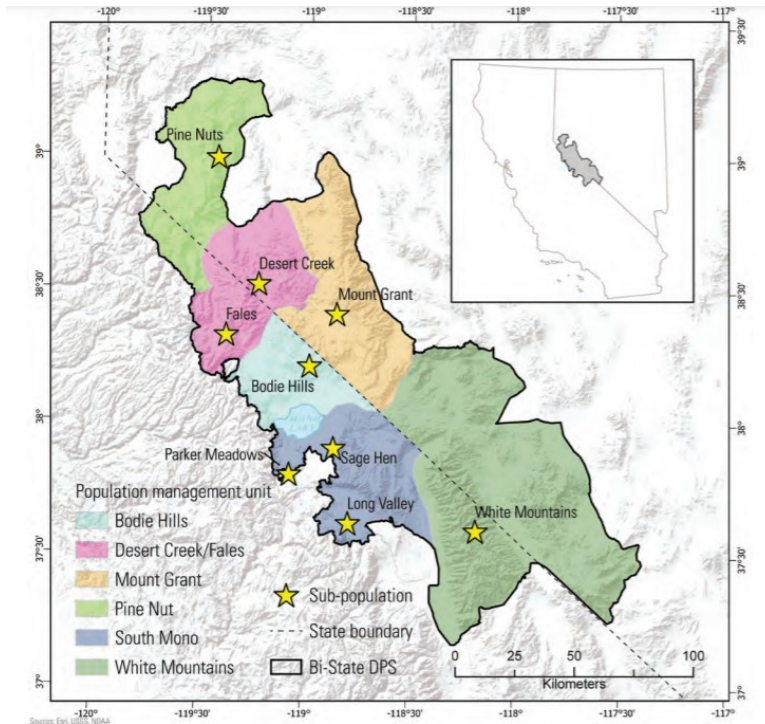 -120° -119°30' -119° -118°30' -118° -117°30' -117°
39°30'
39° 39°
38°30' 38°30'
38° 38°
37°30' 37°30'
37° 37°
Pine Nuts
Desert Creek
Mount Grant
Fales
Bodie Hills
Parker Meadows
Sage Hen
Long Valley
White Mountains
Population management unit
Bodie Hills
Desert Creek/Fales
Mount Grant
Pine Nut
South Mono
White Mountains
Sub-population
State boundary
Bi-State DPS
0 25 50 100
Kilometers
-120° -119°30' -119° -118°30' -118° -117°30' -117°
Sources: Esri, USGS, NOAA